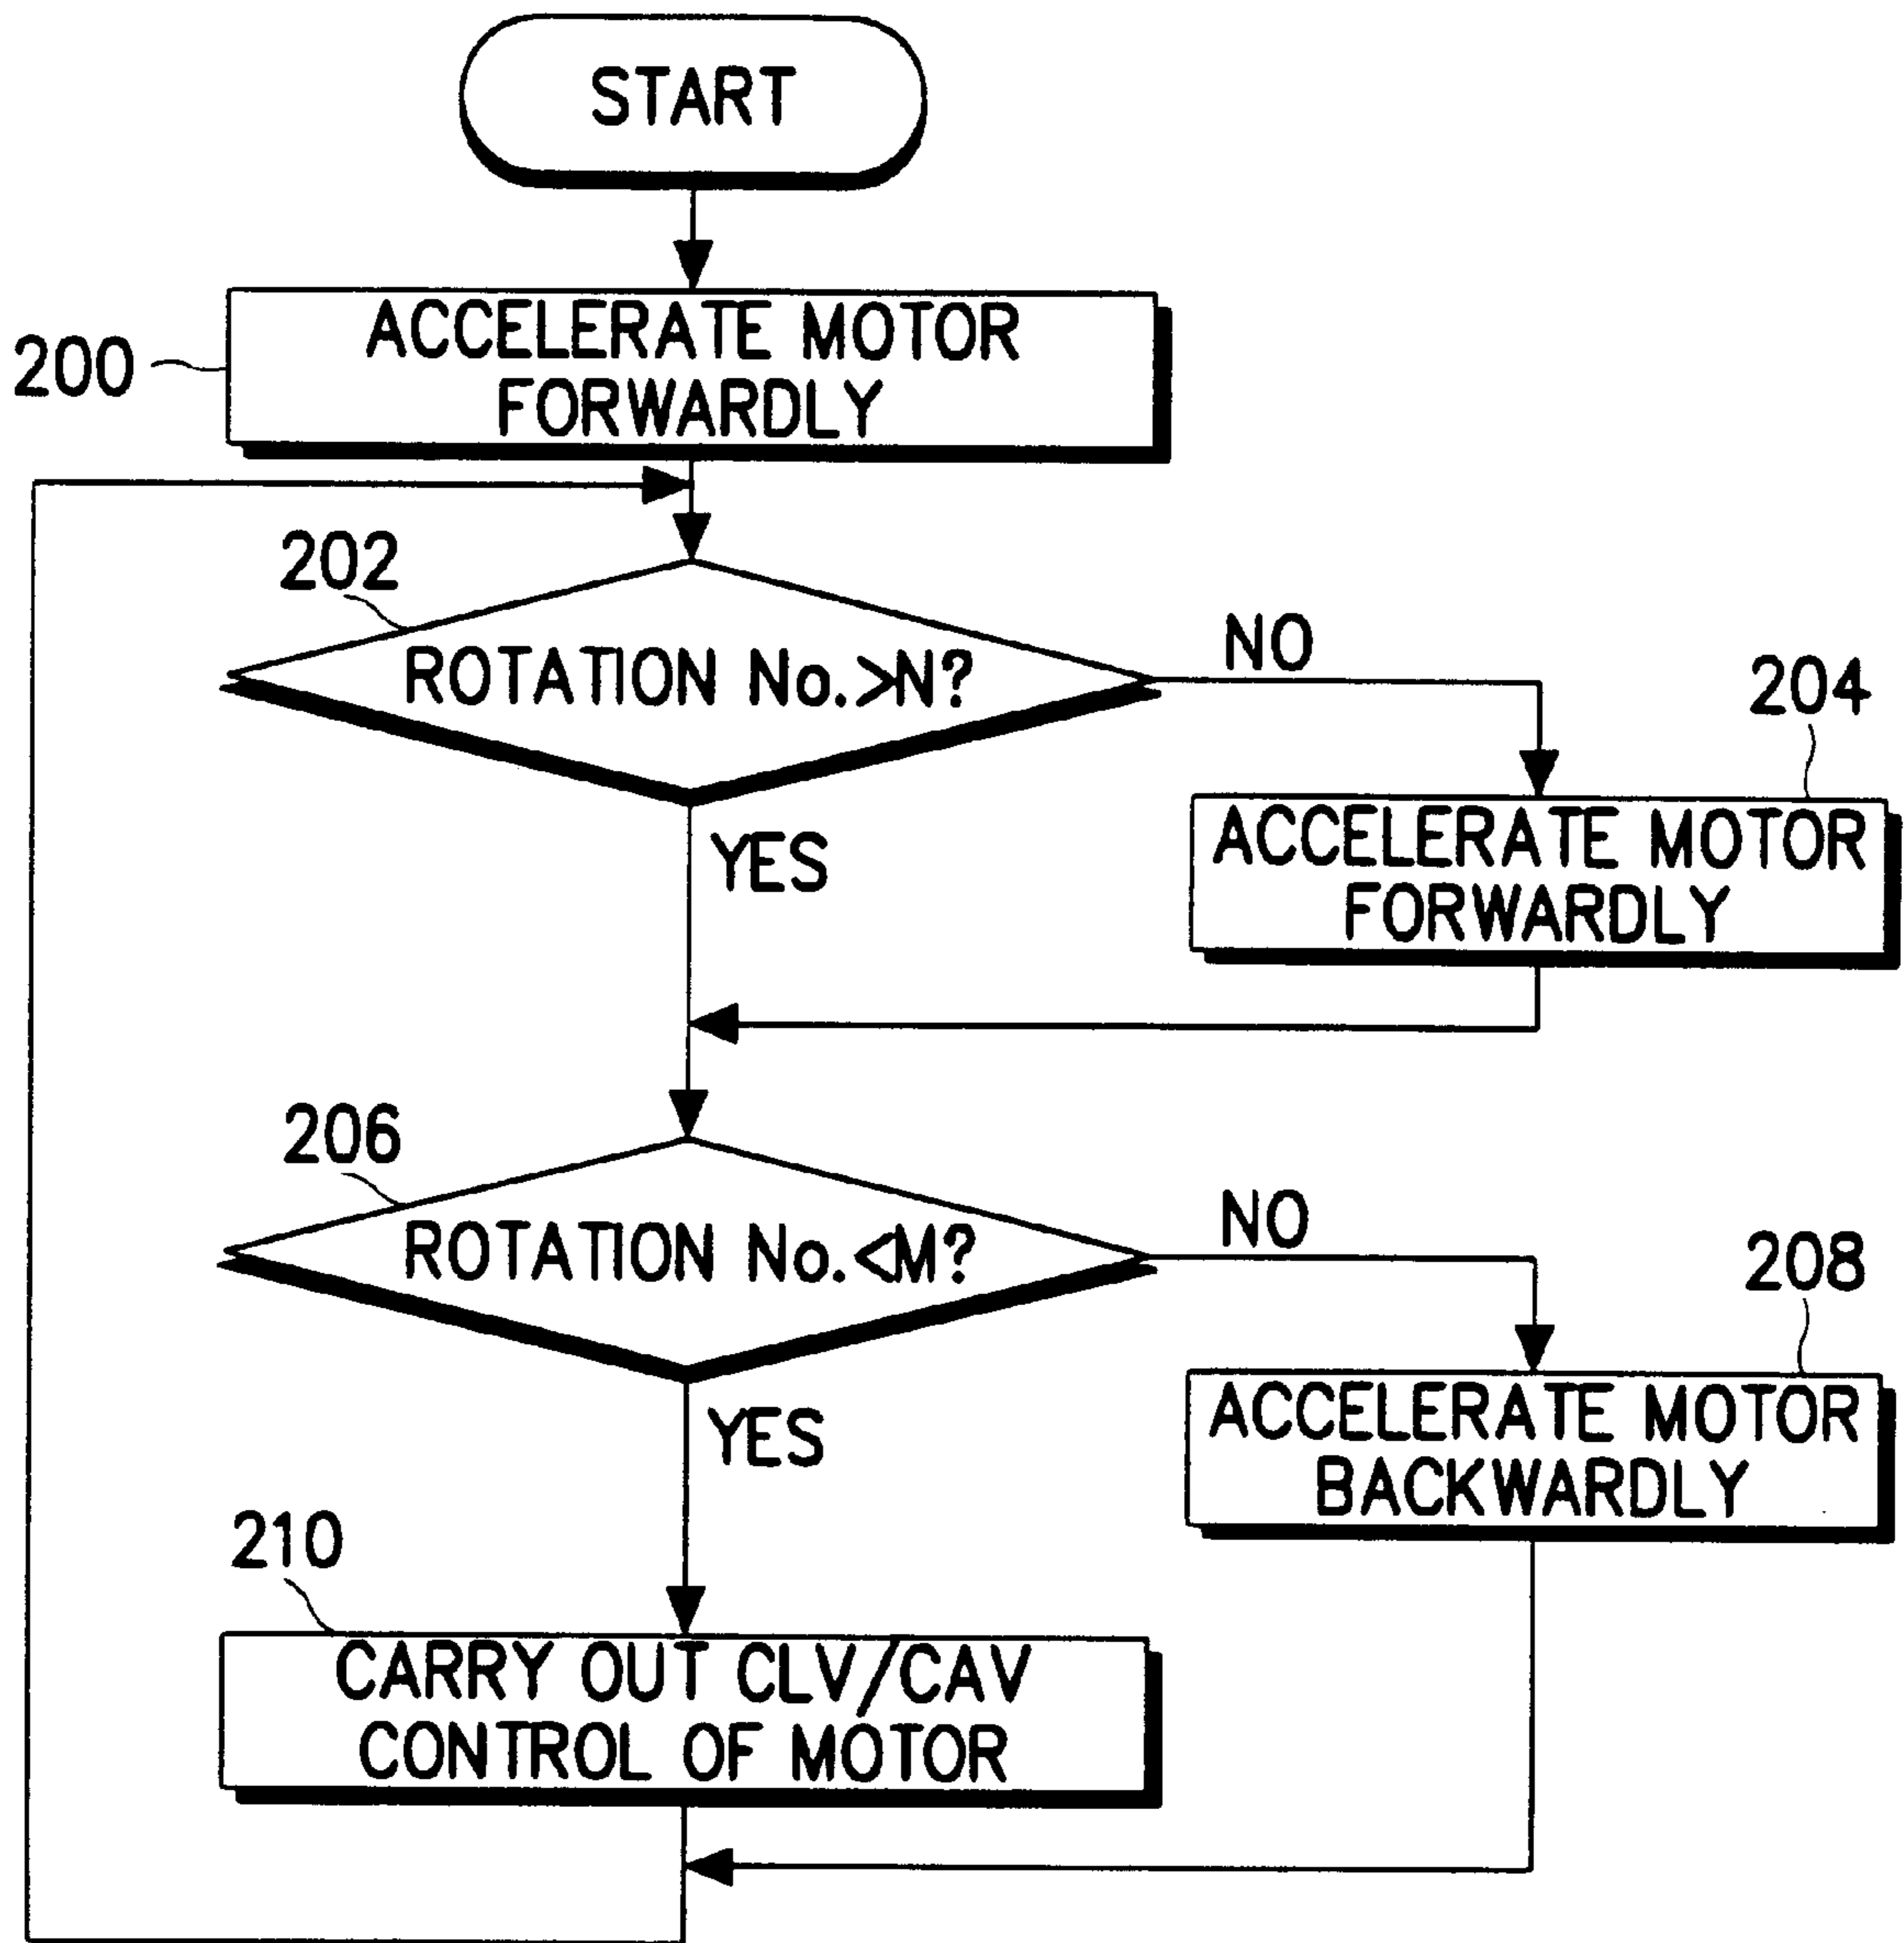 START
200
ACCELERATE MOTOR
FORWARDLY
202
ROTATION No.>N?
NO
204
YES
ACCELERATE MOTOR
FORWARDLY
206
ROTATION No.<M?
NO
208
YES
ACCELERATE MOTOR
BACKWARDLY
210
CARRY OUT CLV/CAV
CONTROL OF MOTOR